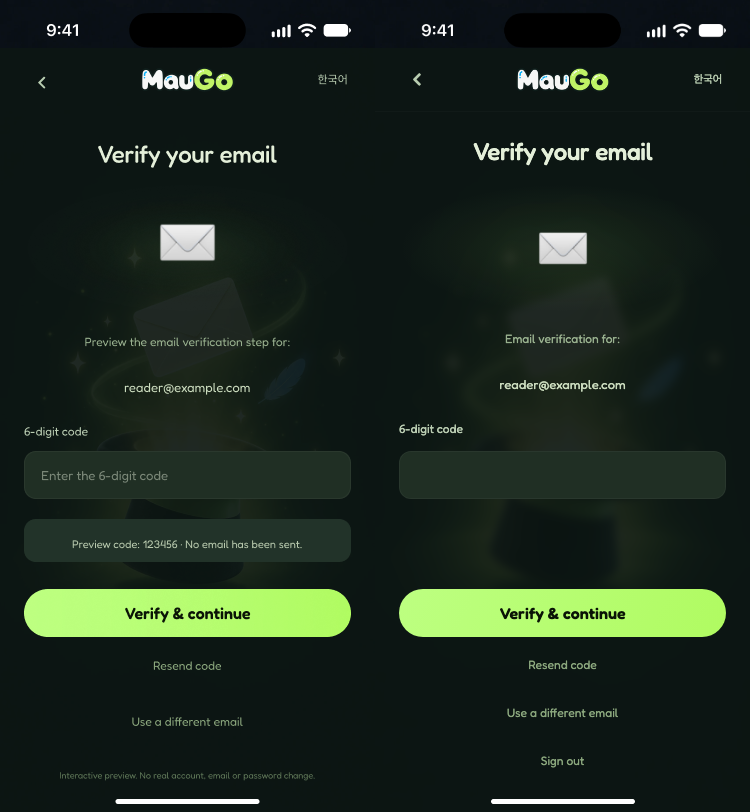 9:41
MauGo
한국어
Verify your email
Preview the email verification step for:
reader@example.com
6-digit code
Enter the 6-digit code
Preview code: 123456 · No email has been sent.
Verify & continue
Resend code
Use a different email
Interactive preview. No real account, email or password change.
9:41
MauGo
한국어
Verify your email
Email verification for:
reader@example.com
6-digit code
Verify & continue
Resend code
Use a different email
Sign out